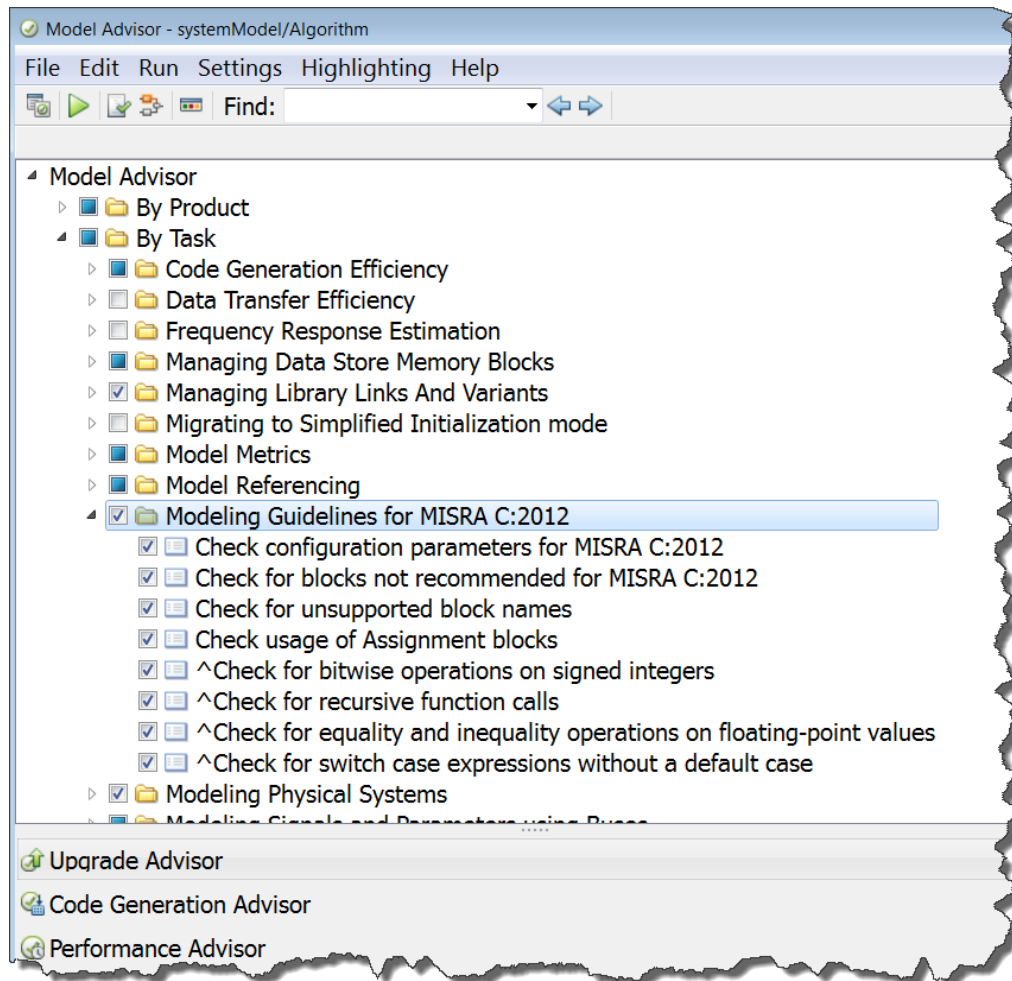 Model Advisor - systemModel/Algorithm
File Edit Run Settings Highlighting Help
Find:
Model Advisor
By Product
By Task
Code Generation Efficiency
Data Transfer Efficiency
Frequency Response Estimation
Managing Data Store Memory Blocks
Managing Library Links And Variants
Migrating to Simplified Initialization mode
Model Metrics
Model Referencing
Modeling Guidelines for MISRA C:2012
Check configuration parameters for MISRA C:2012
Check for blocks not recommended for MISRA C:2012
Check for unsupported block names
Check usage of Assignment blocks
^Check for bitwise operations on signed integers
^Check for recursive function calls
^Check for equality and inequality operations on floating-point values
^Check for switch case expressions without a default case
Modeling Physical Systems
Modeling Signals and Parameters using Buses
Upgrade Advisor
Code Generation Advisor
Performance Advisor